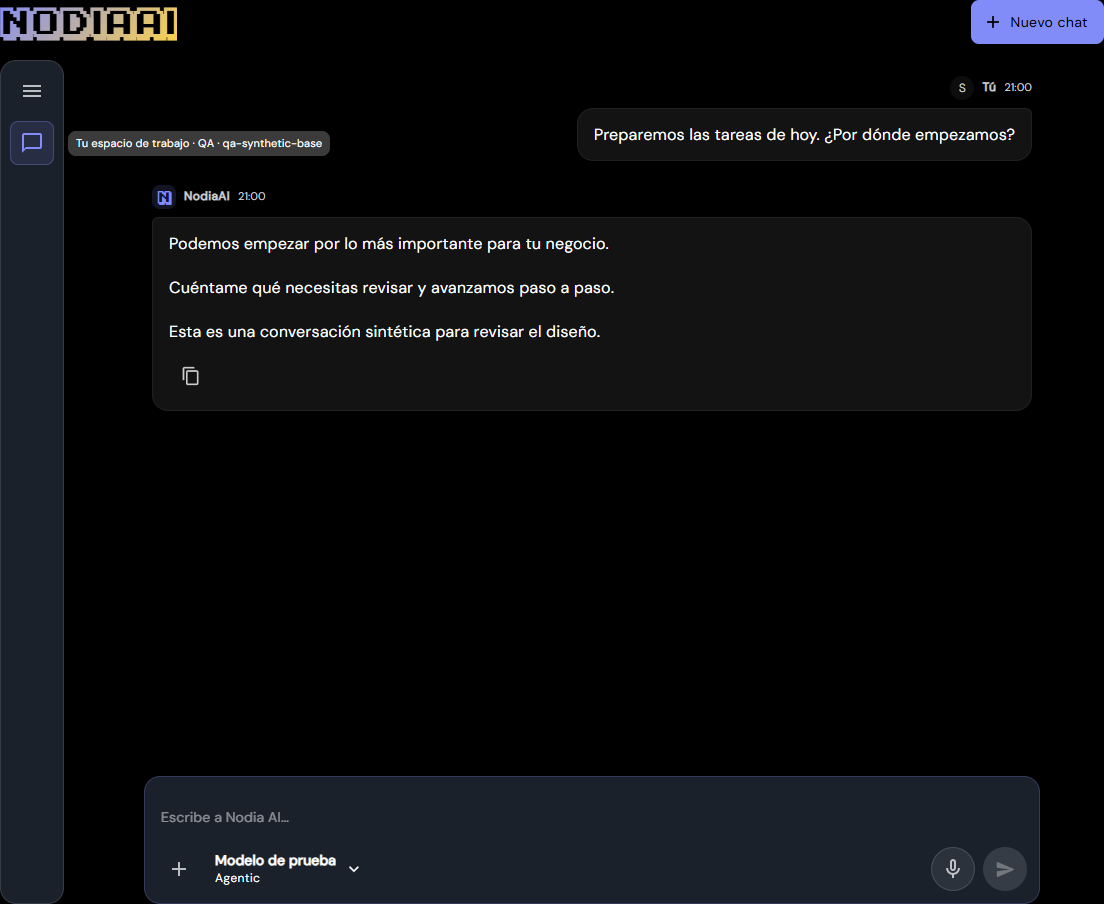 NODIAAI
+ Nuevo chat
S Tú 21:00
Preparemos las tareas de hoy. ¿Por dónde empezamos?
Tu espacio de trabajo · QA · qa-synthetic-base
N NodiaAI 21:00
Podemos empezar por lo más importante para tu negocio.
Cuéntame qué necesitas revisar y avanzamos paso a paso.
Esta es una conversación sintética para revisar el diseño.
Escribe a Nodia AI...
Modelo de prueba
Agentic